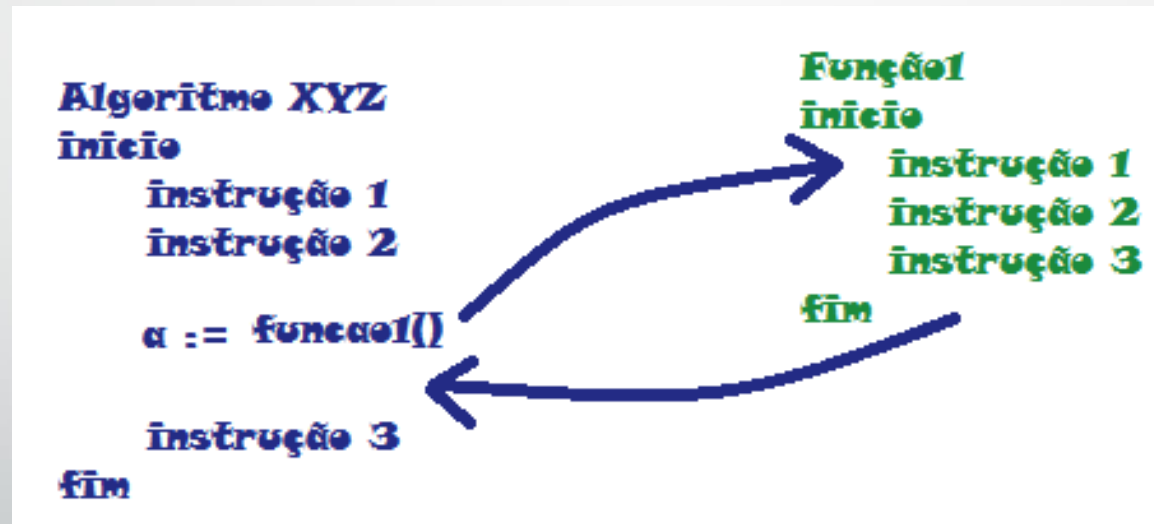 Algoritmo XYZ
inicio
instrução 1
instrução 2
a := funcao1()
instrução 3
fim
Função1
inicio
instrução 1
instrução 2
instrução 3
fim